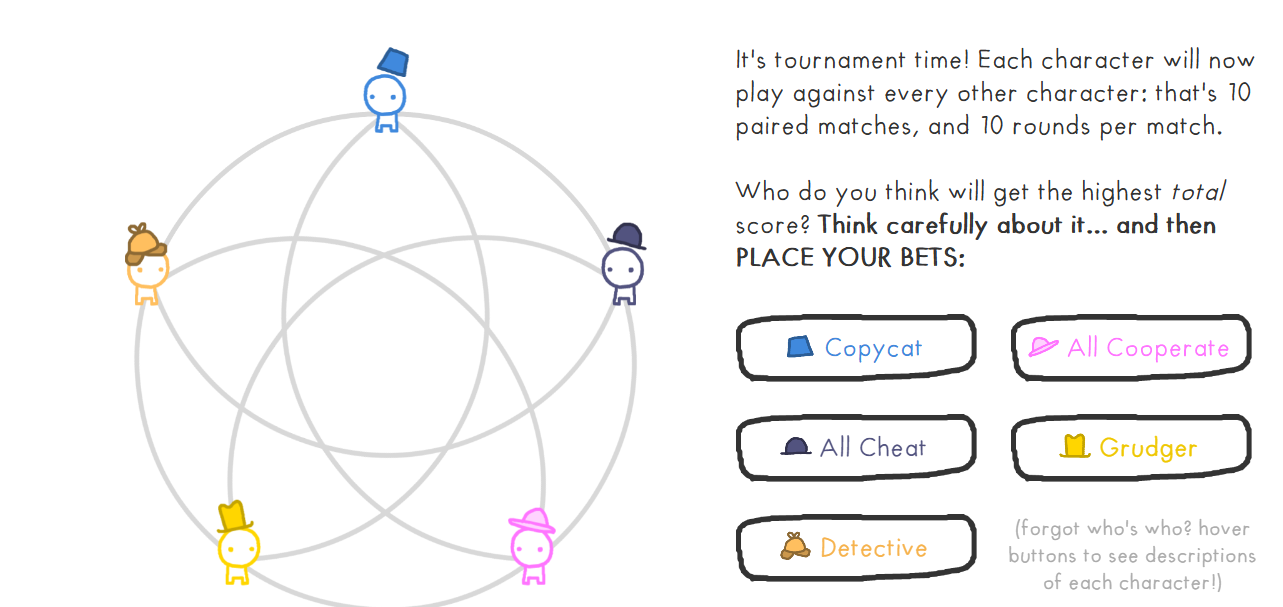 It's tournament time! Each character will now
play against every other character: that's 10
paired matches, and 10 rounds per match.
Who do you think will get the highest total
score? Think carefully about it... and then
PLACE YOUR BETS:
Copycat
All Cooperate
All Cheat
Grudger
Detective
(forgot who's who? hover
buttons to see descriptions
of each character!)